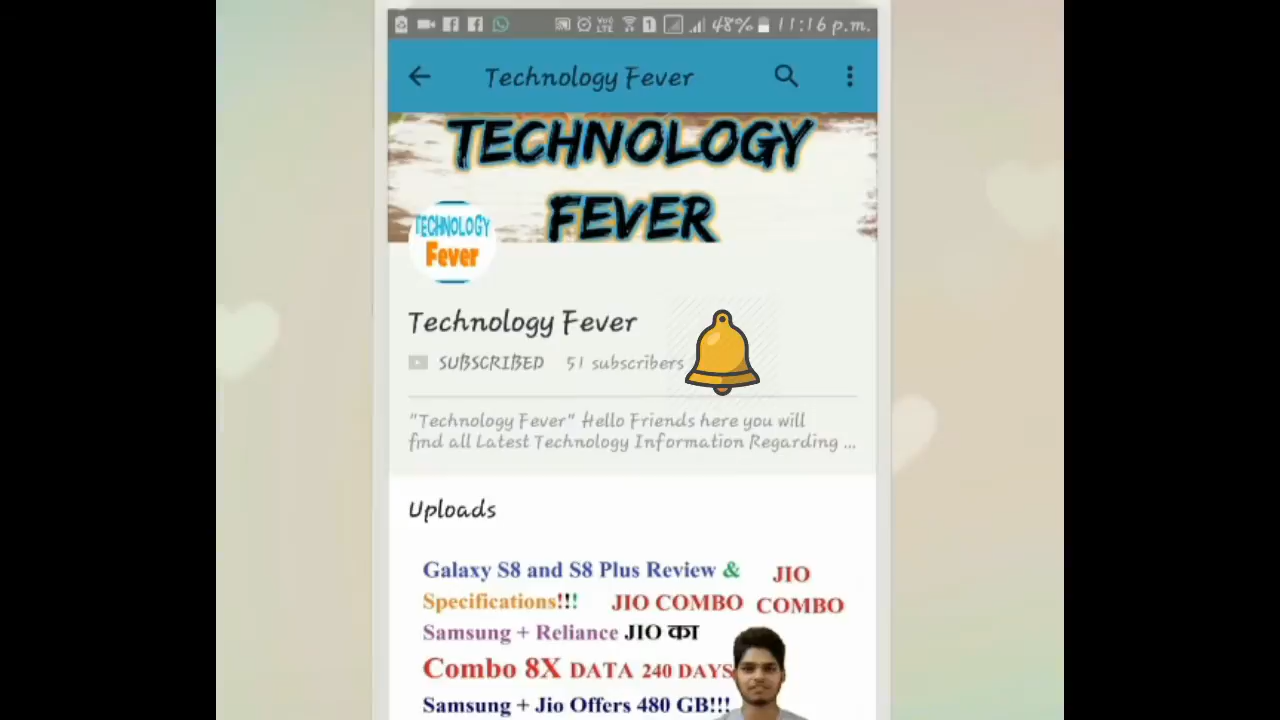 1 48% 11:16 p.m.
Technology Fever
TECHNOLOGY
FEVER
TECHNOLOGY
Fever
Technology Fever
SUBSCRIBED 51 subscribers
"Technology Fever" Hello Friends here you will
find all Latest Technology Information Regarding ...
Uploads
Galaxy S8 and S8 Plus Review & JIO
Specifications!!! JIO COMBO COMBO
Samsung + Reliance JIO का
Combo 8X DATA 240 DAYS
Samsung + Jio Offers 480 GB!!!